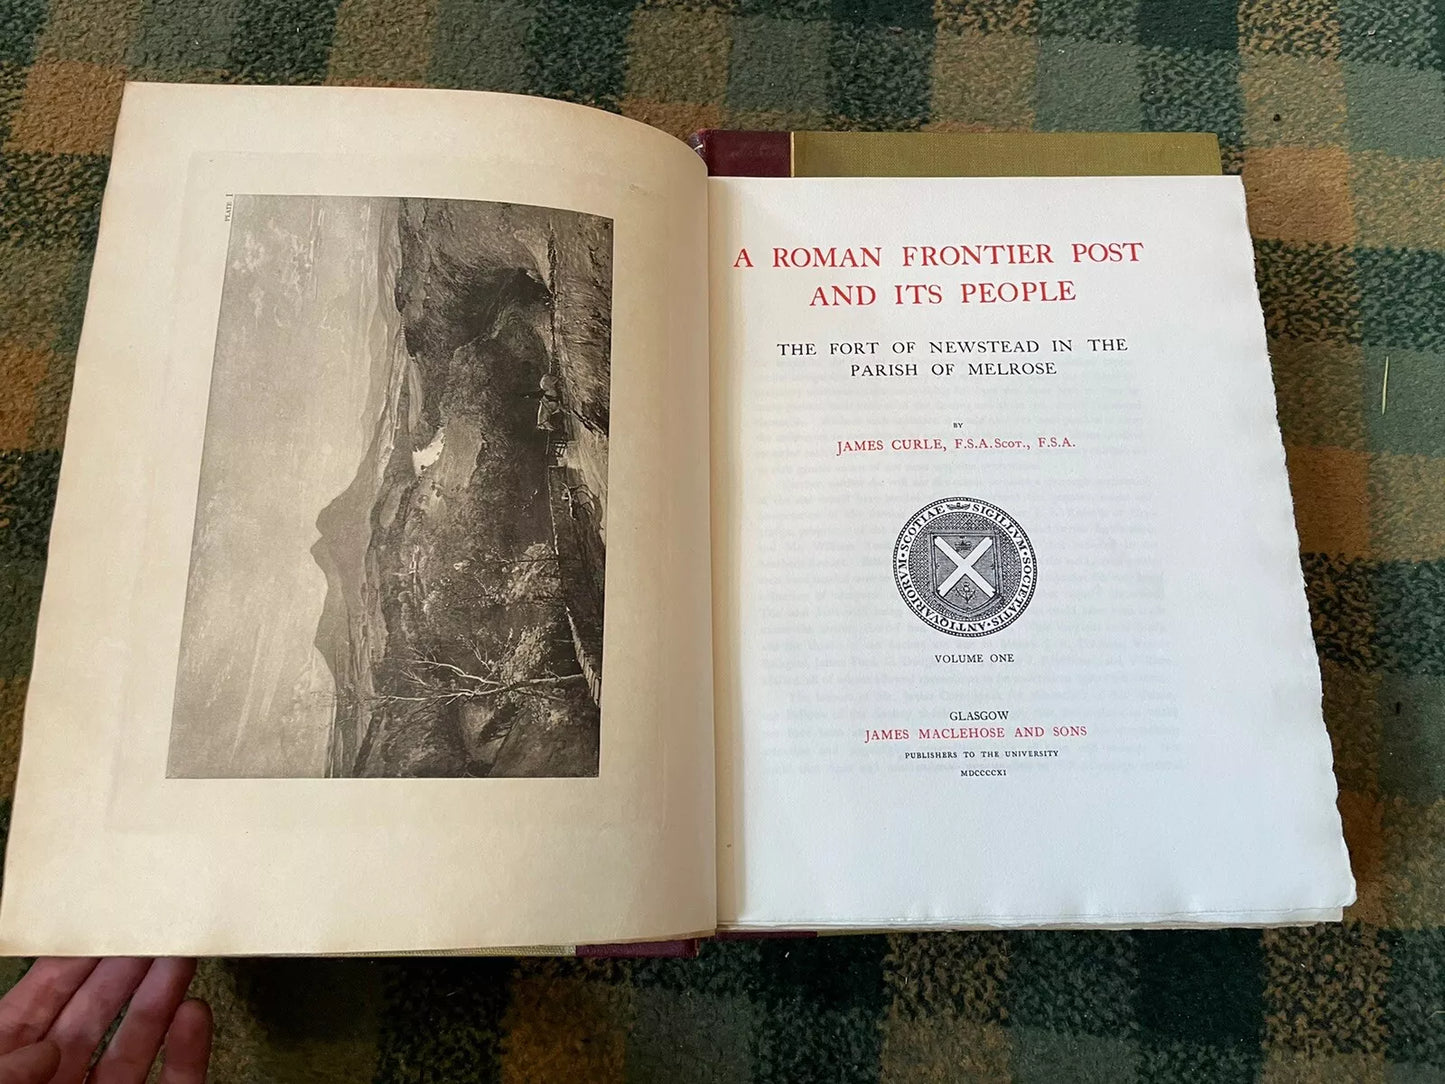 PLATE I
A ROMAN FRONTIER POST
AND ITS PEOPLE
THE FORT OF NEWSTEAD IN THE
PARISH OF MELROSE
BY
JAMES CURLE, F.S.A.SCOT., F.S.A.
SIGILLVM · SOCIETATIS · ANTIQVARIORVM · SCOTIAE
VOLUME ONE
GLASGOW
JAMES MACLEHOSE AND SONS
PUBLISHERS TO THE UNIVERSITY
MDCCCCXI